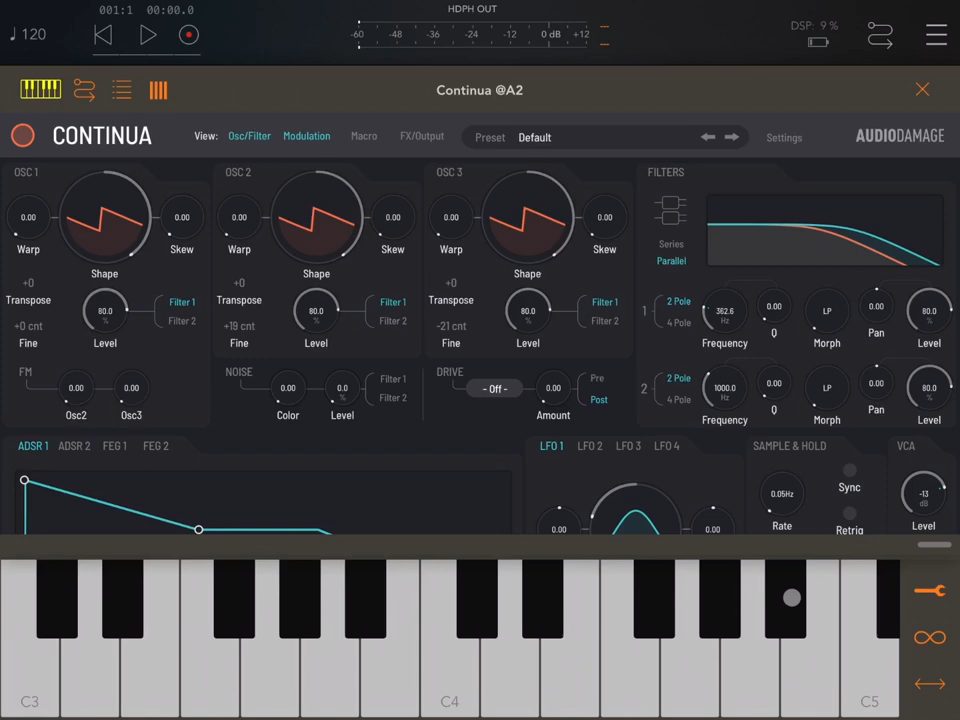 001:1 00:00.0
♩ 120
HDPH OUT
-60 -48 -36 -24 -12 0 dB +12
DSP: 9 %
Continua @A2
CONTINUA
View: Osc/Filter Modulation Macro FX/Output
Preset Default
Settings
AUDIODAMAGE
OSC 1 OSC 2 OSC 3 FILTERS
0.00 0.00 0.00 0.00 0.00 0.00
Warp Skew Warp Skew Warp Skew
Shape Shape Shape
Series
Parallel
+0 +0 +0
Transpose Transpose Transpose
+0 cnt +19 cnt -21 cnt
Fine Fine Fine
80.0 % 80.0 % 80.0 %
Level Level Level
Filter 1 Filter 1 Filter 1
Filter 2 Filter 2 Filter 2
1 2 Pole 362.6 Hz 0.00 LP 0.00 80.0 %
4 Pole Frequency Q Morph Pan Level
FM NOISE DRIVE
0.00 0.00 0.00 0.0 % - Off - 0.00
Osc2 Osc3 Color Level Amount
Filter 1 Pre
Filter 2 Post
2 2 Pole 1000.0 Hz 0.00 LP 0.00 80.0 %
4 Pole Frequency Q Morph Pan Level
ADSR 1 ADSR 2 FEG 1 FEG 2
LFO 1 LFO 2 LFO 3 LFO 4
0.00 0.00
SAMPLE & HOLD
0.05Hz
Rate
Sync
Retrig
VCA
-13 dB
Level
C3 C4 C5